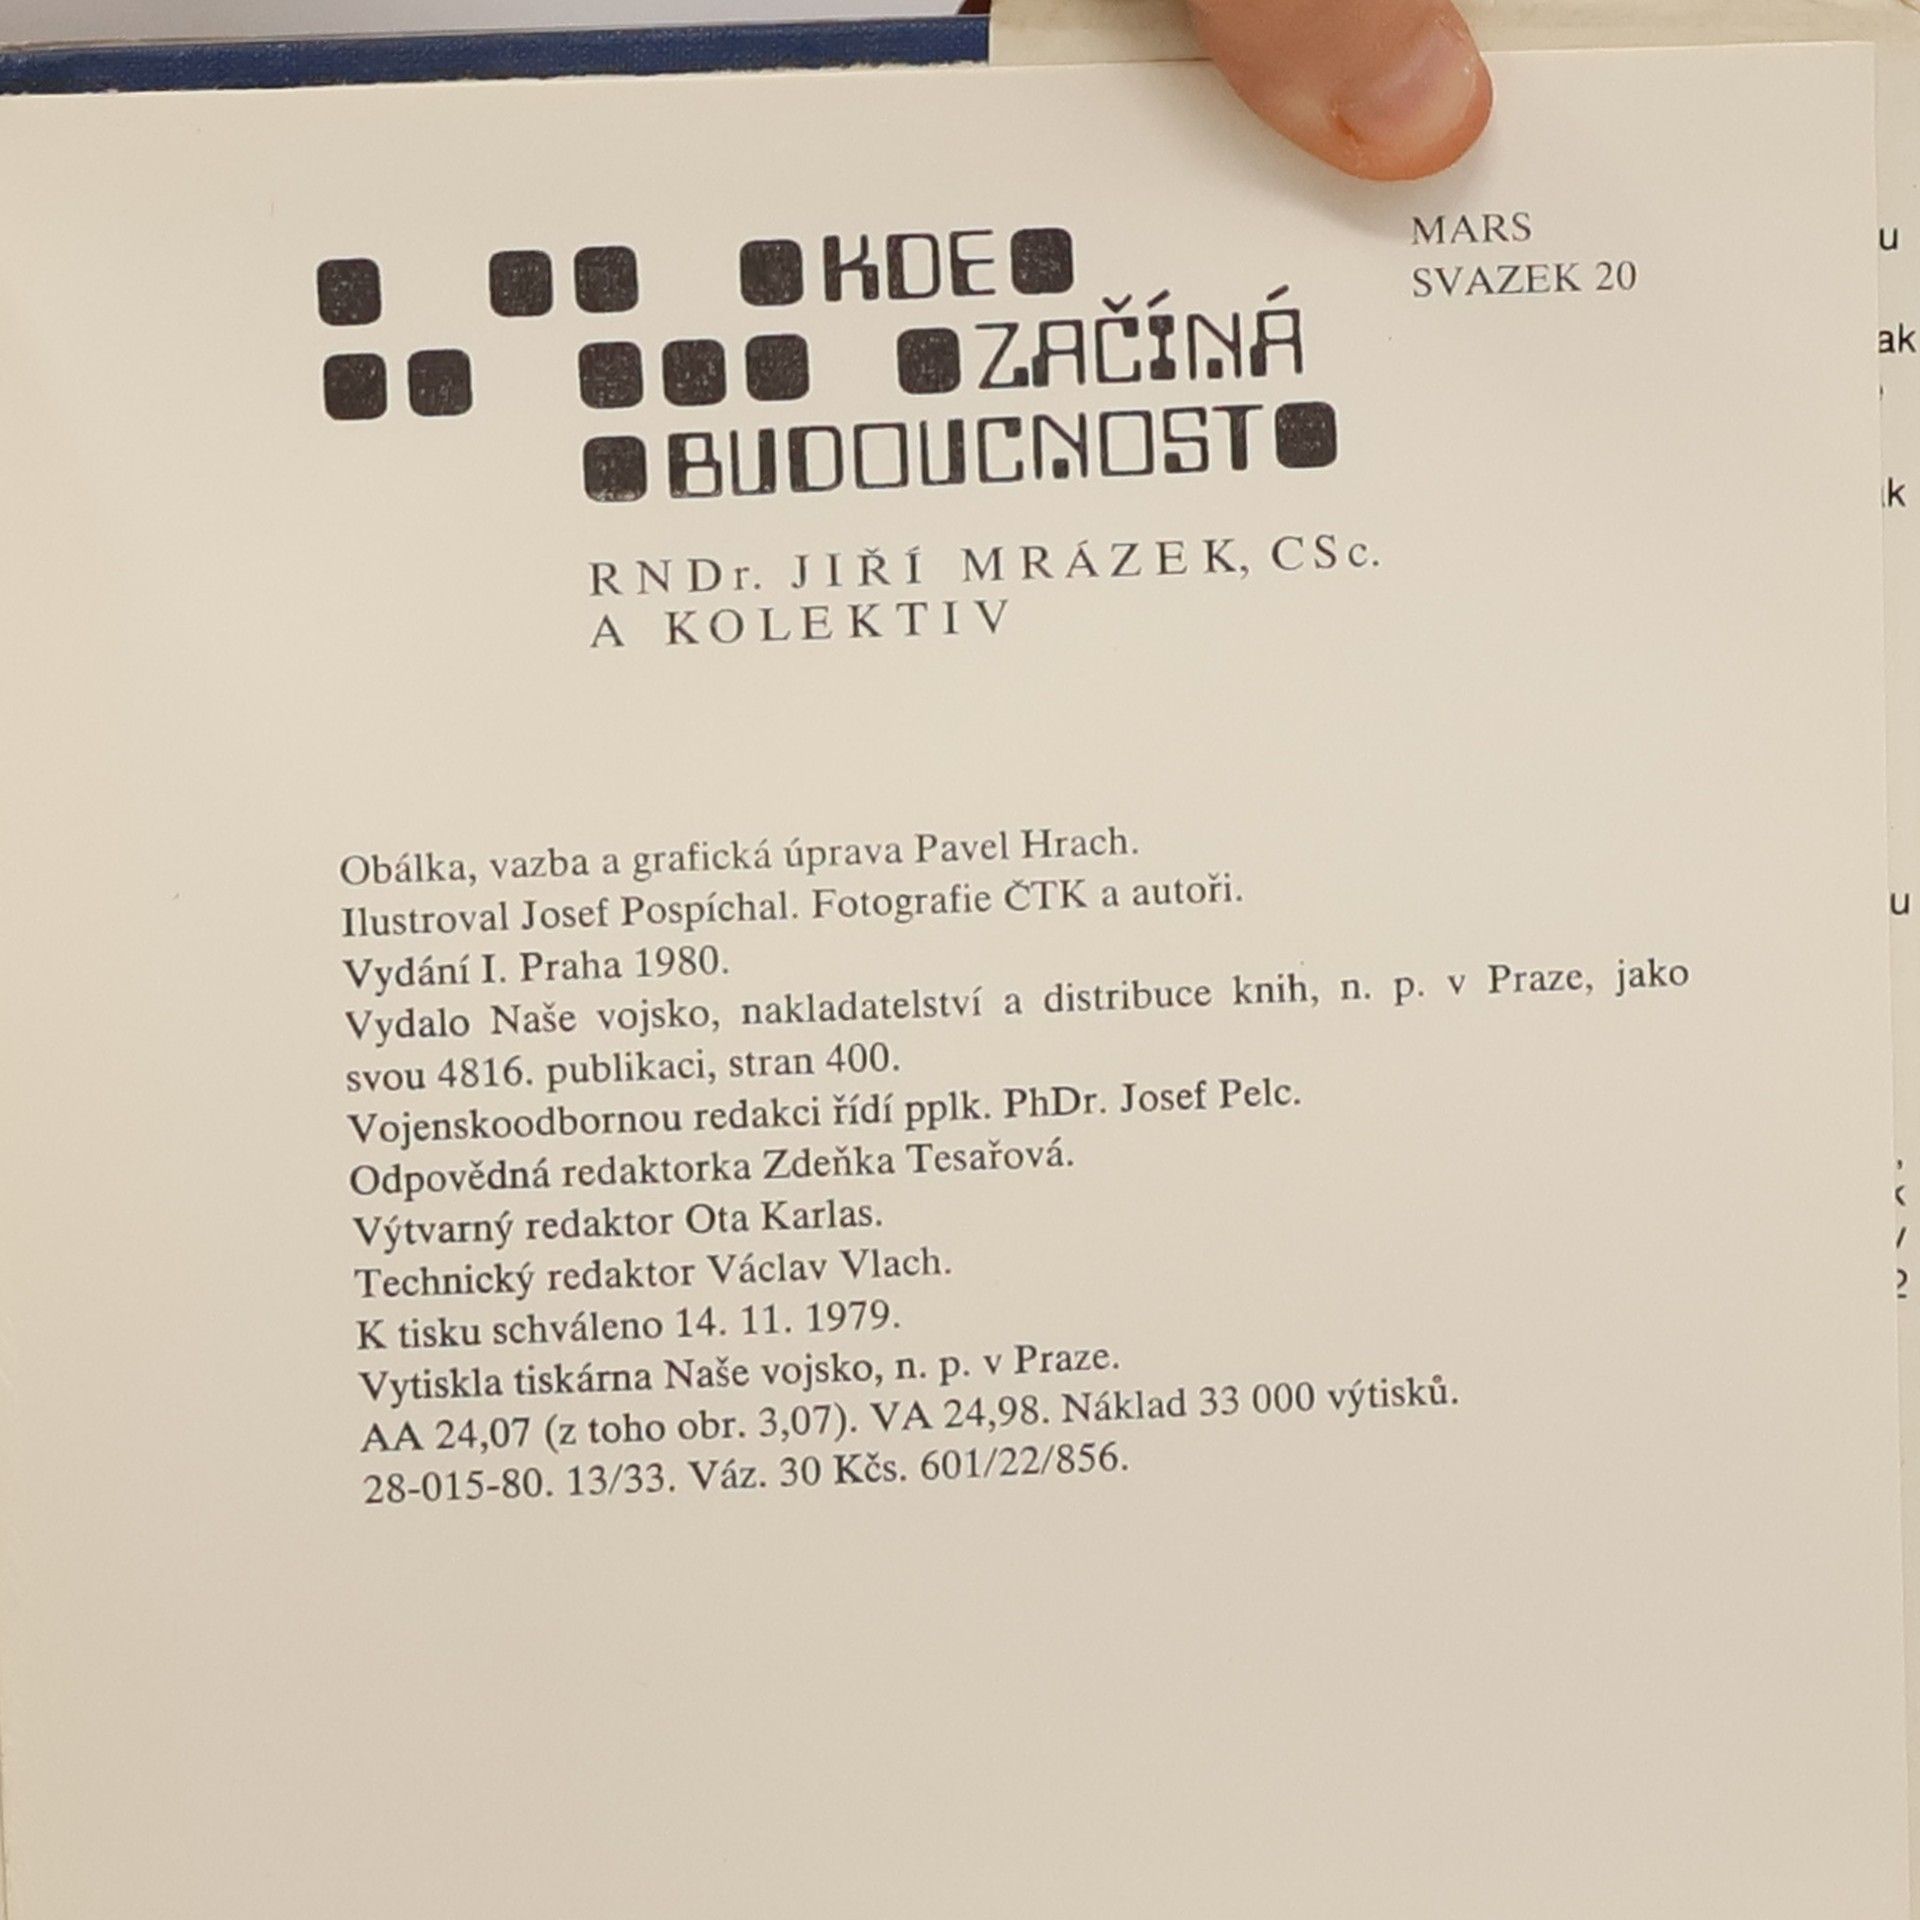 KDE
ZAČÍNÁ
BUDOUCNOST
MARS
SVAZEK 20
RNDr. JIŘÍ MRÁZEK, CSc.
A KOLEKTIV
Obálka, vazba a grafická úprava Pavel Hrach.
Ilustroval Josef Pospíchal. Fotografie ČTK a autoři.
Vydání I. Praha 1980.
Vydalo Naše vojsko, nakladatelství a distribuce knih, n. p. v Praze, jako
svou 4816. publikaci, stran 400.
Vojenskoodbornou redakci řídí pplk. PhDr. Josef Pelc.
Odpovědná redaktorka Zdeňka Tesařová.
Výtvarný redaktor Ota Karlas.
Technický redaktor Václav Vlach.
K tisku schváleno 14. 11. 1979.
Vytiskla tiskárna Naše vojsko, n. p. v Praze.
AA 24,07 (z toho obr. 3,07). VA 24,98. Náklad 33 000 výtisků.
28-015-80. 13/33. Váz. 30 Kčs. 601/22/856.